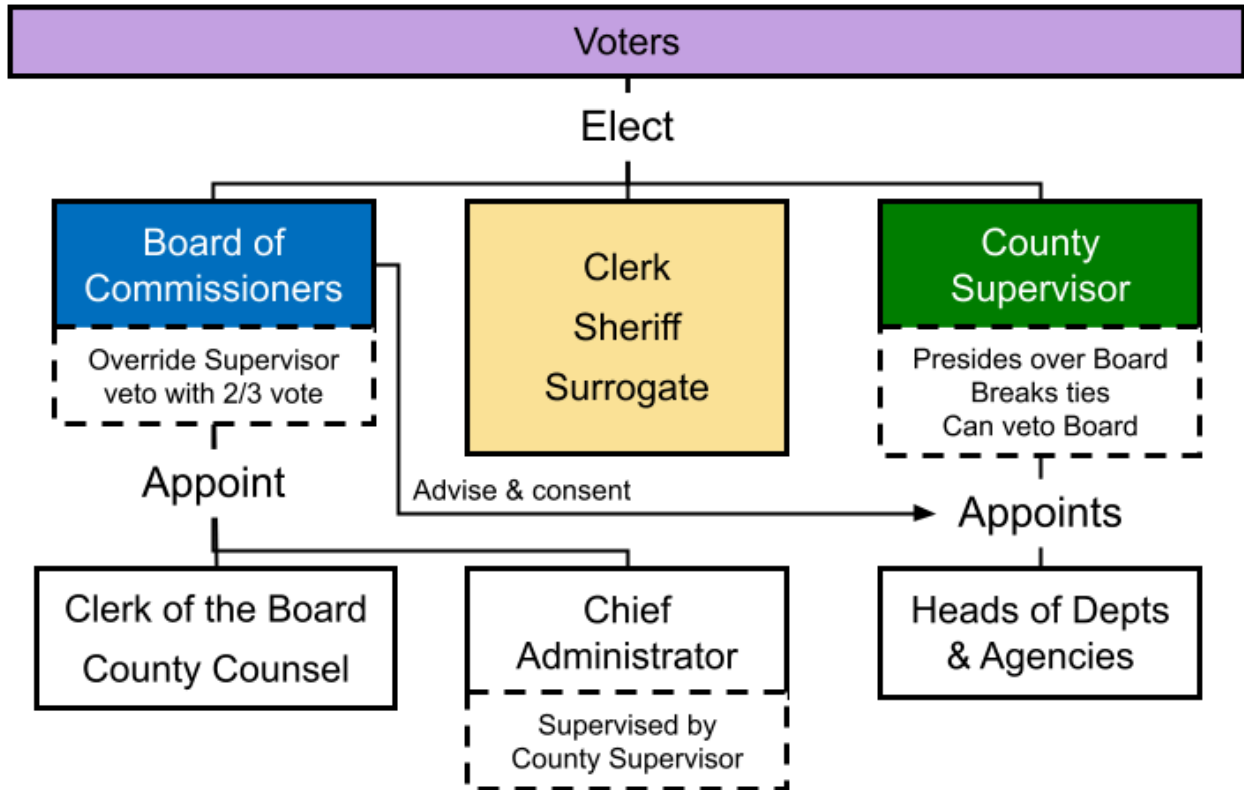 Voters
Elect
Board of
Commissioners
Override Supervisor
veto with 2/3 vote
Clerk
Sheriff
Surrogate
County
Supervisor
Presides over Board
Breaks ties
Can veto Board
Appoint
Advise & consent
Appoints
Clerk of the Board
County Counsel
Chief
Administrator
Supervised by
County Supervisor
Heads of Depts
& Agencies